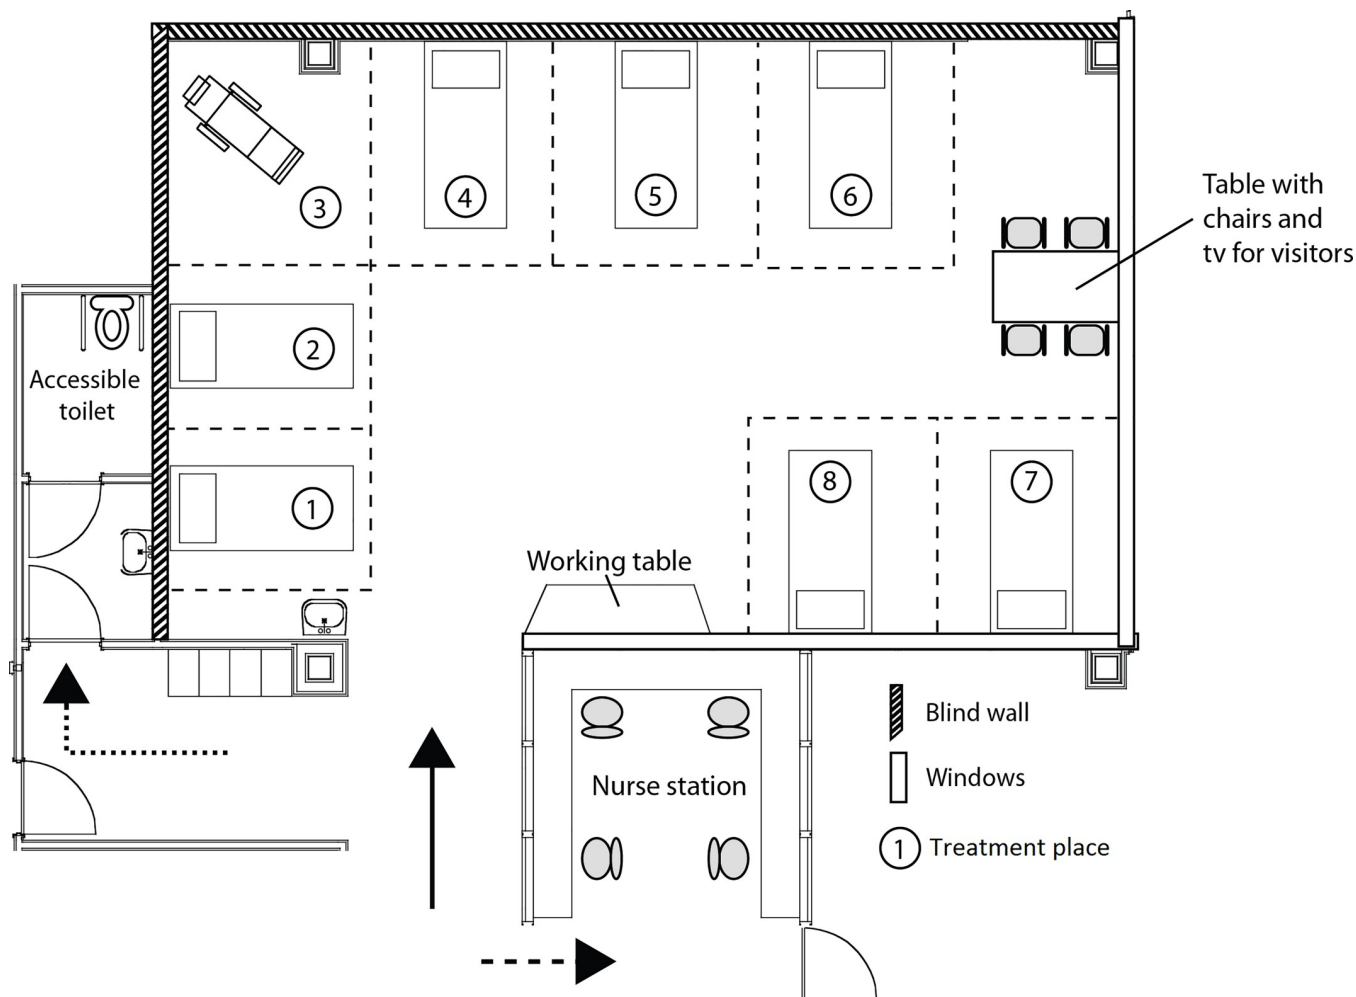 3
4
5
6
Table with
chairs and
tv for visitors
2
Accessible
toilet
1
8
7
Working table
Nurse station
Blind wall
Windows
1
Treatment place